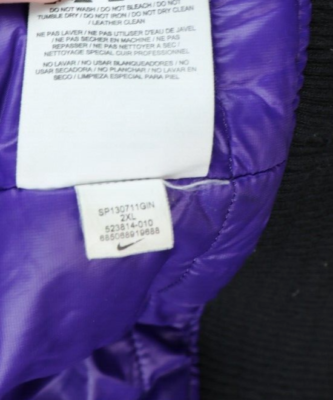 DO NOT WASH / DO NOT BLEACH / DO NOT
TUMBLE DRY / DO NOT IRON / DO NOT DRY CLEAN
/ LEATHER CLEAN
NE PAS LAVER / NE PAS UTILISER D'EAU DE JAVEL
/ NE PAS SECHER EN MACHINE / NE PAS
REPASSER / NE PAS NETTOYER A SEC /
NETTOYAGE SPECIAL CUIR PROFESSIONNEL
NO LAVAR / NO USAR BLANQUEADORES / NO
USAR SECADORA / NO PLANCHAR / NO LAVAR EN
SECO / LIMPIEZA ESPECIAL PARA PIEL
SP130711GIN
2XL
623814-010
685068919688